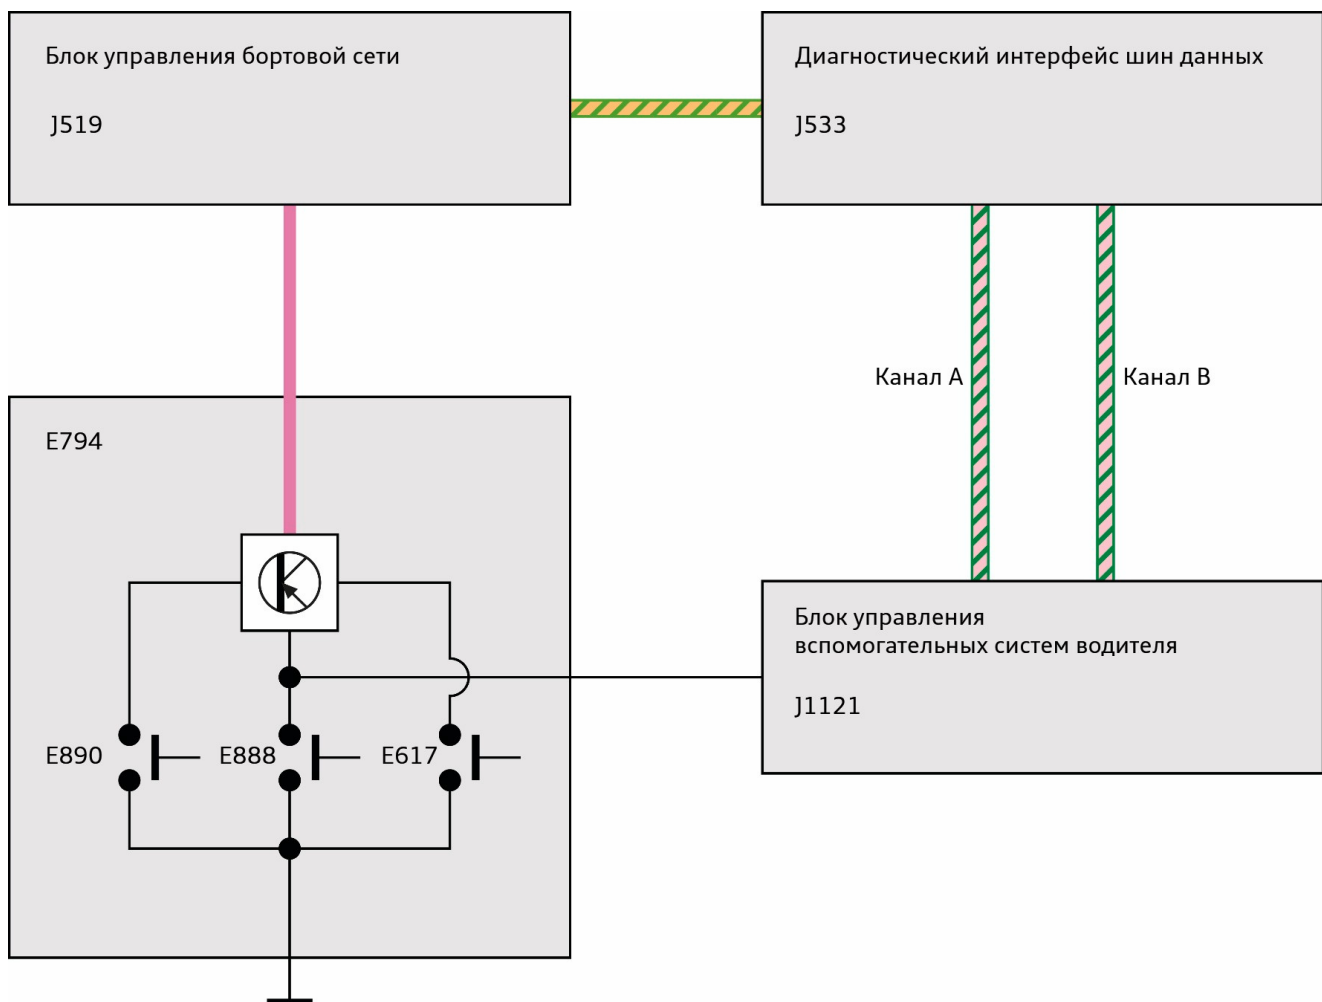 Блок управления бортовой сети
J519
Диагностический интерфейс шин данных
J533
Канал A
Канал B
E794
Блок управления
вспомогательных систем водителя
J1121
E890
E888
E617